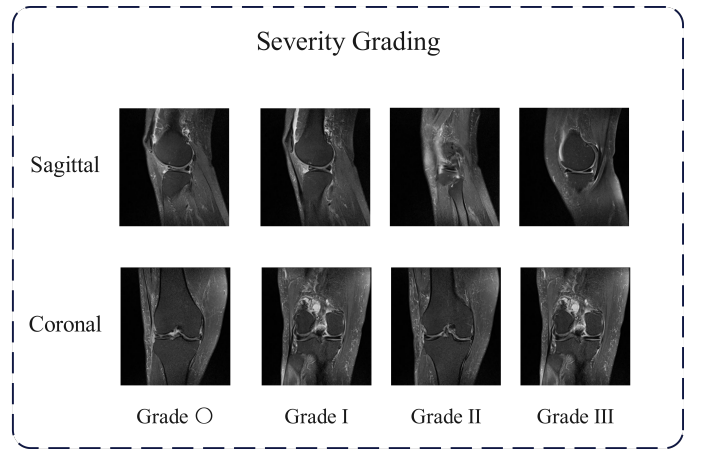 Severity Grading
Sagittal
Coronal
Grade 〇
Grade I
Grade II
Grade III